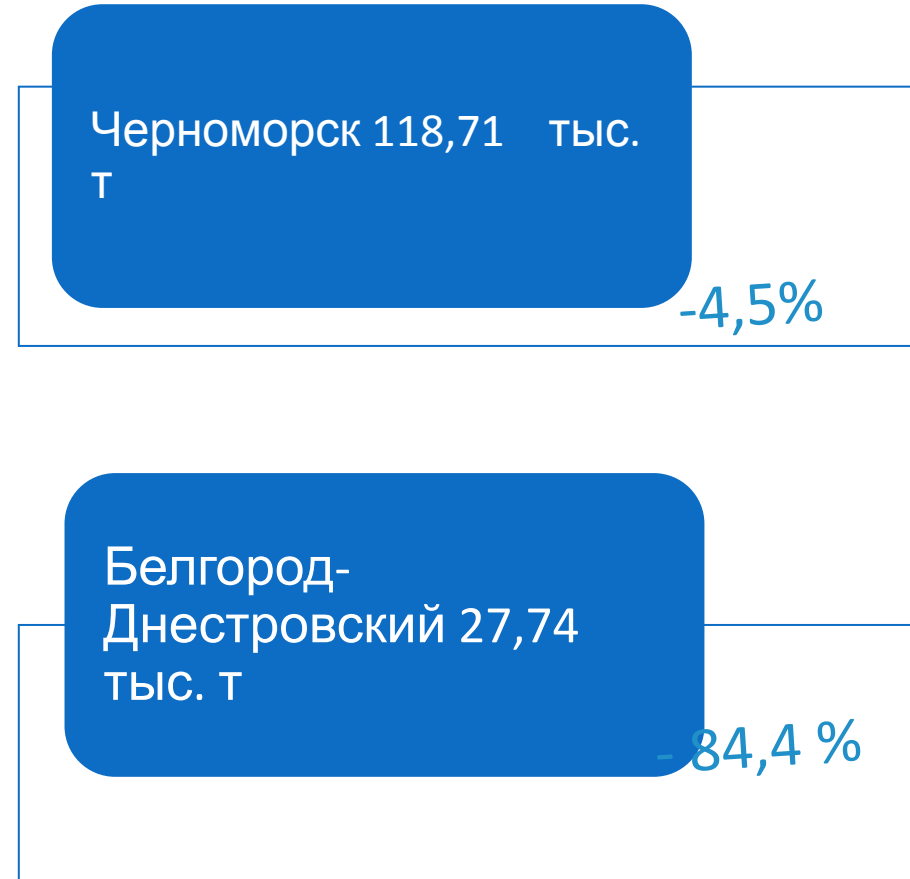 Черноморск 118,71 тыс.
т
-4,5%
Белгород-
Днестровский 27,74
тыс. т
- 84,4 %